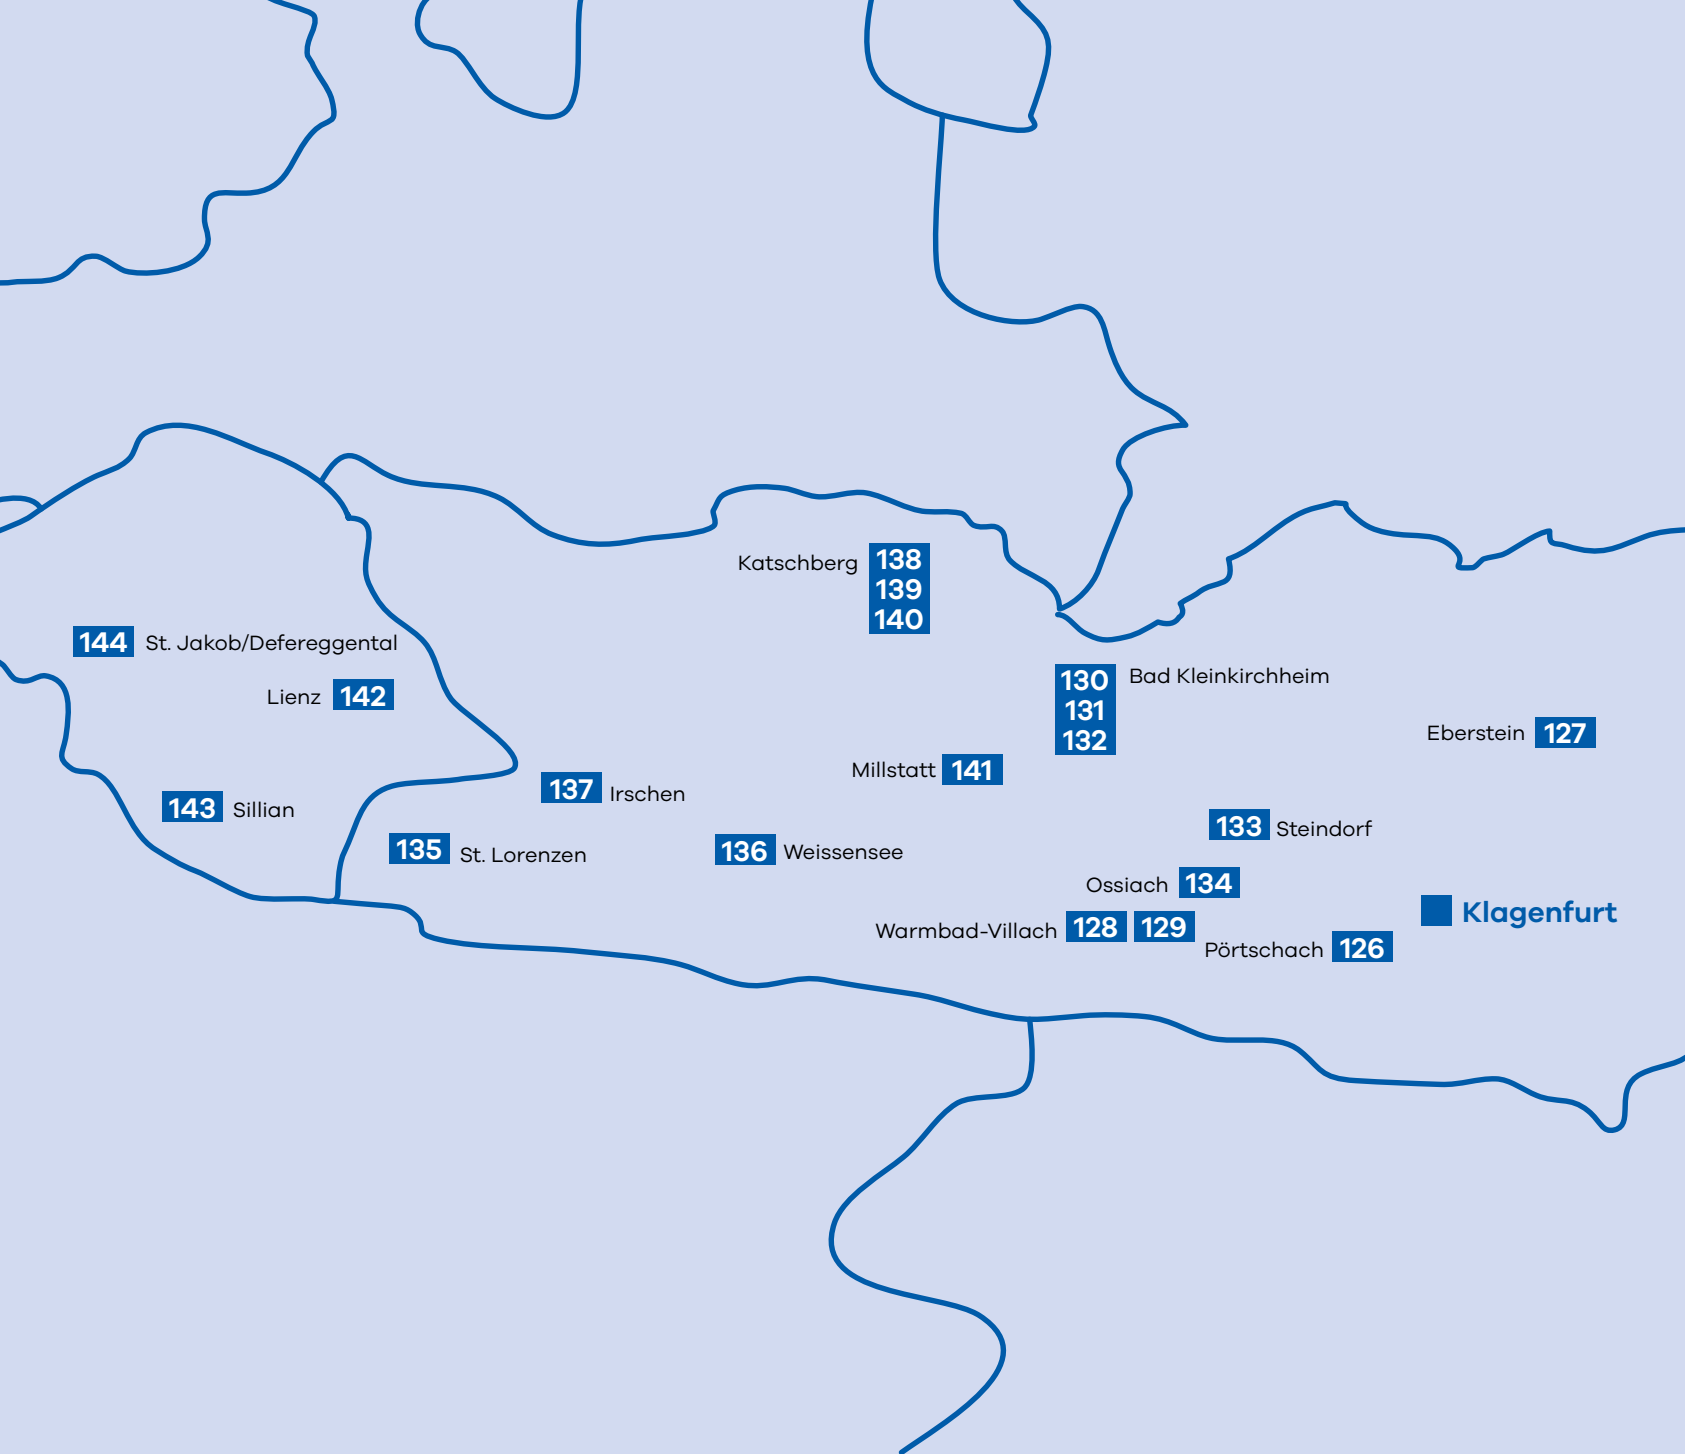 Katschberg 138
139
140
144 St. Jakob/Defereggental
130 Bad Kleinkirchheim
131
132
Lienz 142
Eberstein 127
Millstatt 141
137 Irschen
143 Sillian
133 Steindorf
135 St. Lorenzen
136 Weissensee
Ossiach 134
Klagenfurt
Warmbad-Villach 128 129
Pörtschach 126